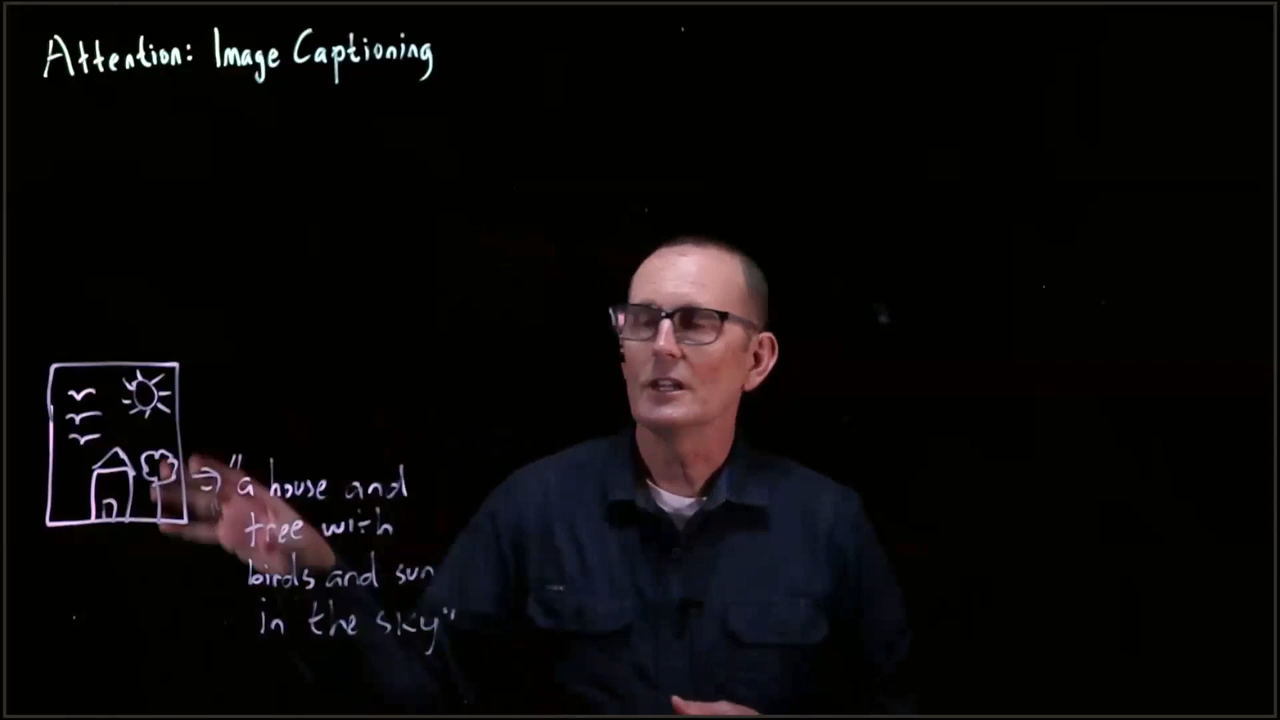 Attention: Image Captioning
"a house and
tree with
birds and sun
in the sky"